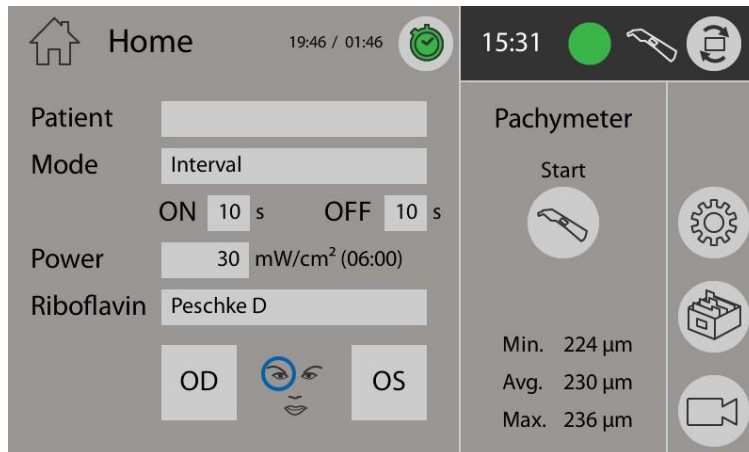 Home 19:46 / 01:46
15:31
Patient
Mode Interval
ON 10 s OFF 10 s
Power 30 mW/cm² (06:00)
Riboflavin Peschke D
OD OS
Pachymeter
Start
Min. 224 µm
Avg. 230 µm
Max. 236 µm